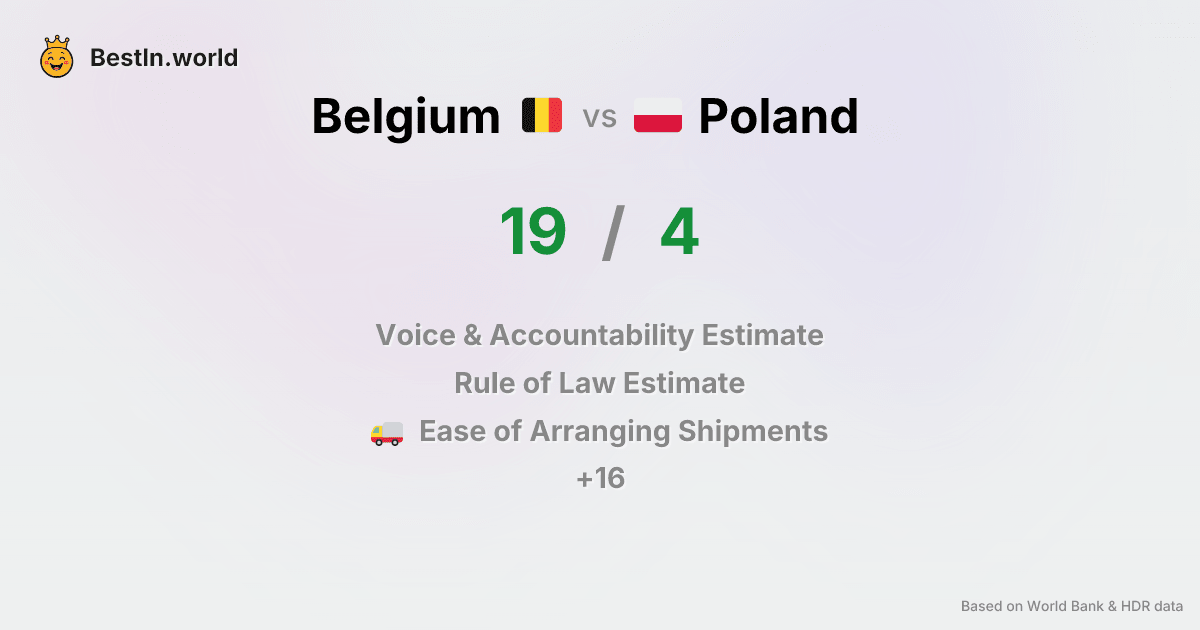 BestIn.world
Belgium vs Poland
19 / 4
Voice & Accountability Estimate
Rule of Law Estimate
Ease of Arranging Shipments
+16
Based on World Bank & HDR data